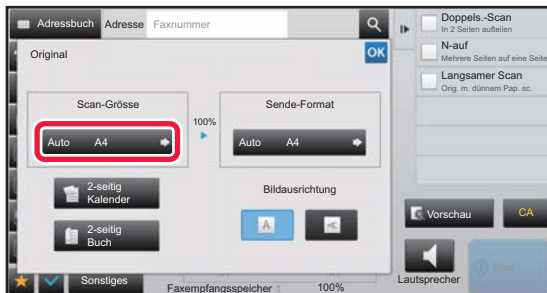 Adressbuch Adresse Faxnummer
Original
OK
Scan-Grösse
100%
Sende-Format
Auto A4
Auto A4
2-seitig
Kalender
2-seitig
Buch
Bildausrichtung
A
A
Sonstiges
Faxempfangsspeicher : 100%
Doppels.-Scan
In 2 Seiten aufteilen
N-auf
Mehrere Seiten auf eine Seite
Langsamer Scan
Orig. m. dünnem Pap. sc.
Vorschau
CA
Lautsprecher
Start